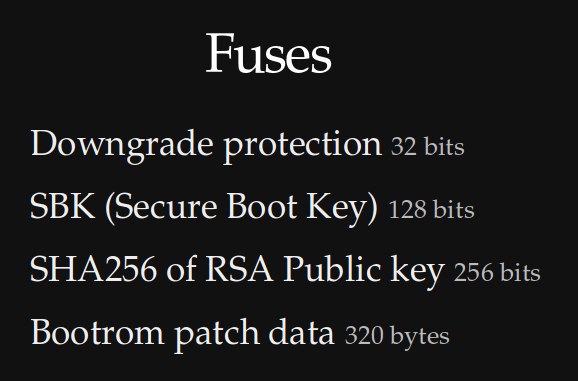 Fuses
Downgrade protection 32 bits
SBK (Secure Boot Key) 128 bits
SHA256 of RSA Public key 256 bits
Bootrom patch data 320 bytes